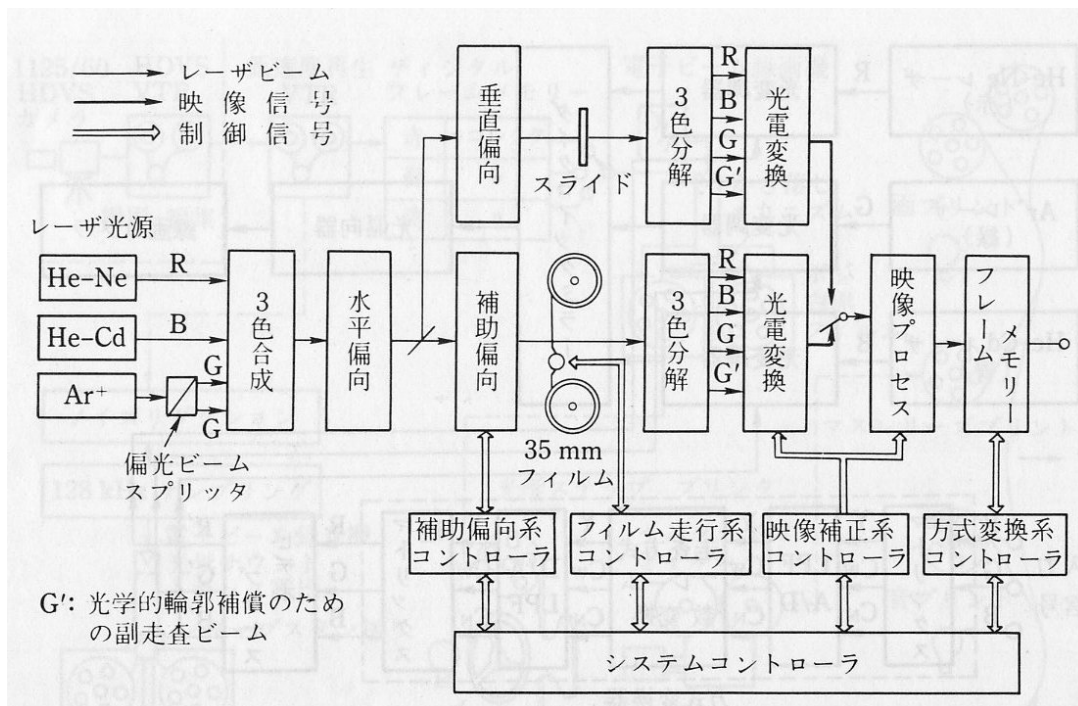 レーザビーム
映像信号
制御信号
垂直偏向
スライド
3色分解
R
B
G
G′
光電変換
レーザ光源
He–Ne
R
He–Cd
B
Ar⁺
G
G
偏光ビーム
スプリッタ
3色合成
水平偏向
補助偏向
35 mm
フィルム
3色分解
R
B
G
G′
光電変換
映像プロセス
フレーム
メモリー
補助偏向系
コントローラ
フィルム走行系
コントローラ
映像補正系
コントローラ
方式変換系
コントローラ
G′: 光学的輪郭補償のため
の副走査ビーム
システムコントローラ